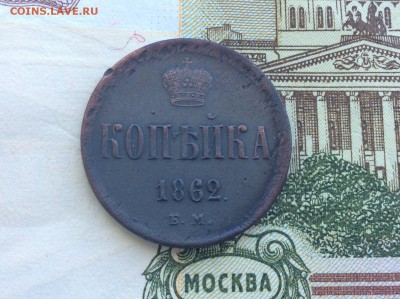 COINS.LAVE.RU
КОПѢЙКА
1862.
Е.М.
МОСКВА